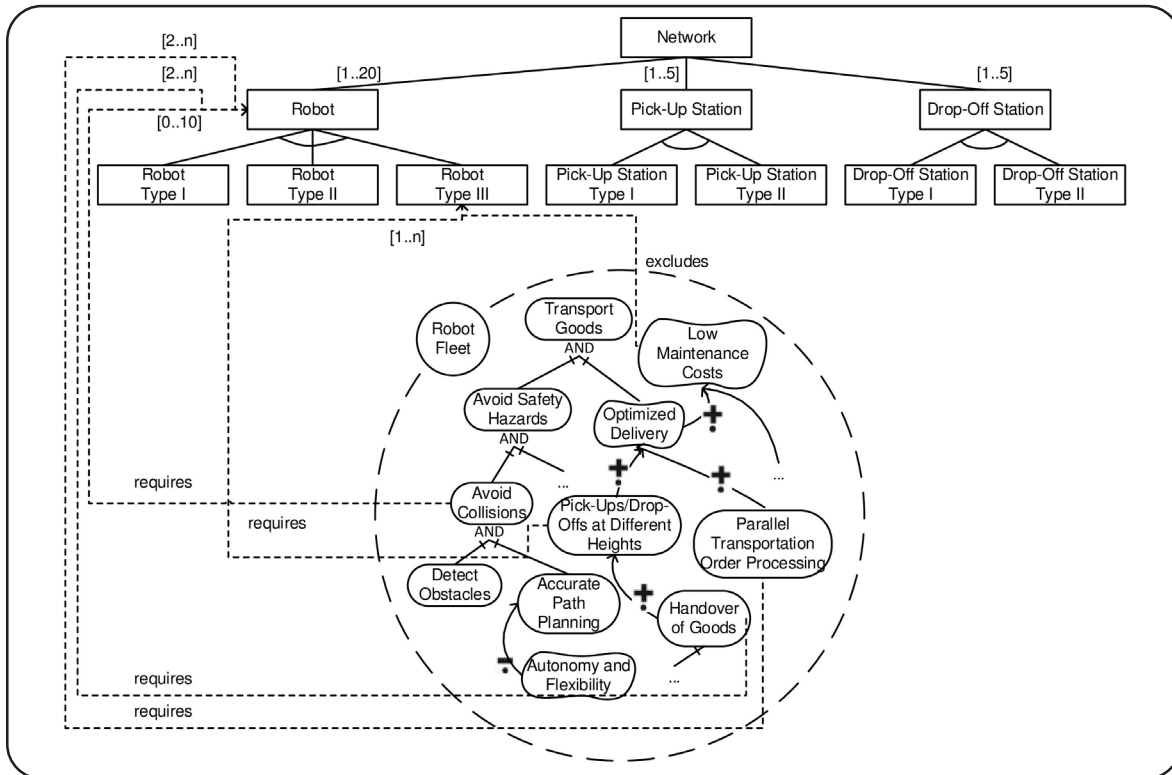 Network
[2..n]
[2..n]
[1..20]
[1..5]
[1..5]
Robot
Pick-Up Station
Drop-Off Station
[0..10]
Robot
Type I
Robot
Type II
Robot
Type III
Pick-Up Station
Type I
Pick-Up Station
Type II
Drop-Off Station
Type I
Drop-Off Station
Type II
[1..n]
excludes
Robot
Fleet
Transport
Goods
AND
Low
Maintenance
Costs
Avoid Safety
Hazards
AND
Optimized
Delivery
...
...
requires
Avoid
Collisions
AND
requires
Pick-Ups/Drop-
Offs at Different
Heights
Parallel
Transportation
Order Processing
Detect
Obstacles
Accurate
Path
Planning
Handover
of Goods
Autonomy and
Flexibility
...
requires
requires